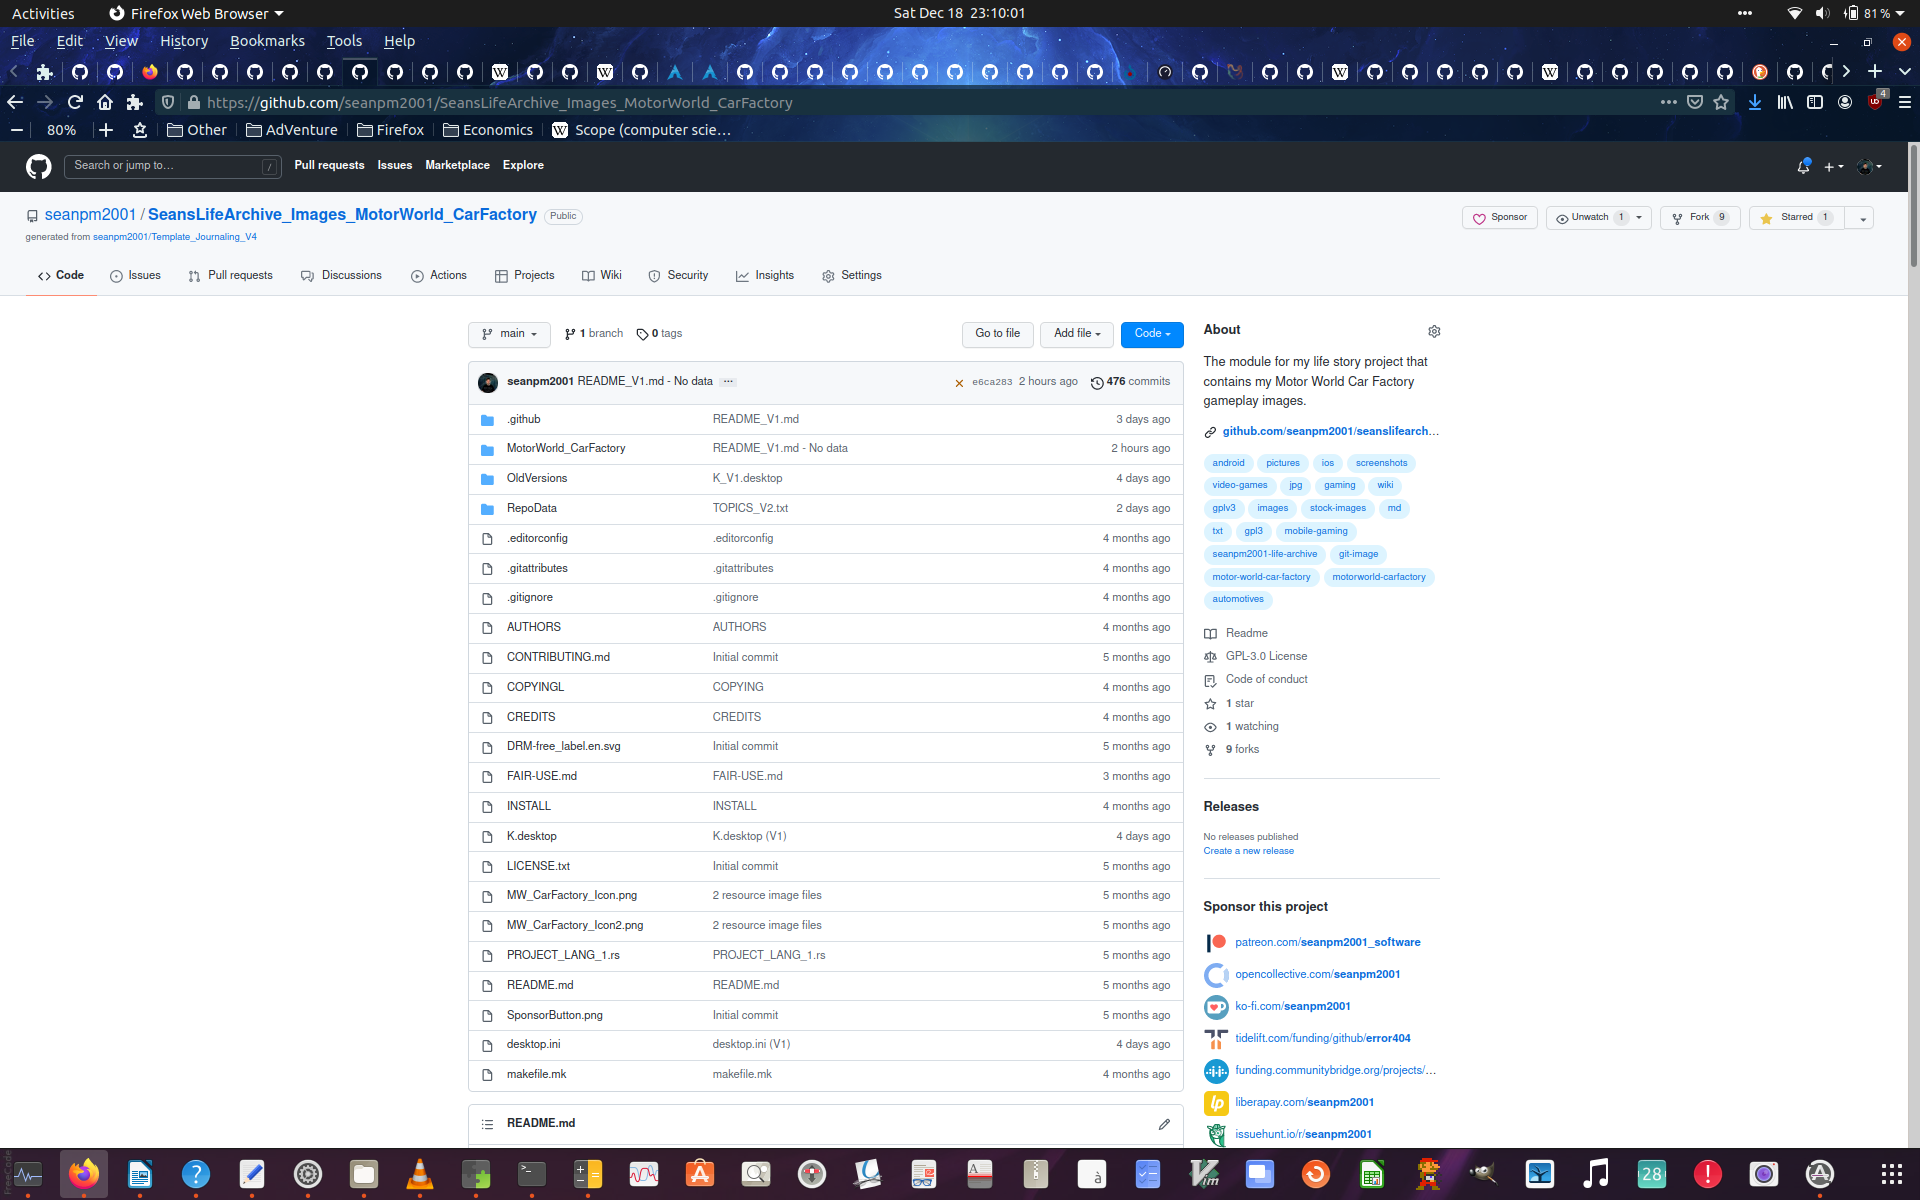 Activities Firefox Web Browser Sat Dec 18 23:10:01 81 %
File Edit View History Bookmarks Tools Help
https://github.com/seanpm2001/SeansLifeArchive_Images_MotorWorld_CarFactory 4
80% Other AdVenture Firefox Economics Scope (computer scie…
Search or jump to… / Pull requests Issues Marketplace Explore
seanpm2001 / SeansLifeArchive_Images_MotorWorld_CarFactory Public
Sponsor Unwatch 1 Fork 9 Starred 1
generated from seanpm2001/Template_Journaling_V4
Code Issues Pull requests Discussions Actions Projects Wiki Security Insights Settings
main 1 branch 0 tags Go to file Add file Code
seanpm2001 README_V1.md - No data ··· e6ca283 2 hours ago 476 commits
.github README_V1.md 3 days ago
MotorWorld_CarFactory README_V1.md - No data 2 hours ago
OldVersions K_V1.desktop 4 days ago
RepoData TOPICS_V2.txt 2 days ago
.editorconfig .editorconfig 4 months ago
.gitattributes .gitattributes 4 months ago
.gitignore .gitignore 4 months ago
AUTHORS AUTHORS 4 months ago
CONTRIBUTING.md Initial commit 5 months ago
COPYINGL COPYING 4 months ago
CREDITS CREDITS 4 months ago
DRM-free_label.en.svg Initial commit 5 months ago
FAIR-USE.md FAIR-USE.md 3 months ago
INSTALL INSTALL 4 months ago
K.desktop K.desktop (V1) 4 days ago
LICENSE.txt Initial commit 5 months ago
MW_CarFactory_Icon.png 2 resource image files 5 months ago
MW_CarFactory_Icon2.png 2 resource image files 5 months ago
PROJECT_LANG_1.rs PROJECT_LANG_1.rs 5 months ago
README.md README.md 5 months ago
SponsorButton.png Initial commit 5 months ago
desktop.ini desktop.ini (V1) 4 days ago
makefile.mk makefile.mk 4 months ago
README.md
About
The module for my life story project that
contains my Motor World Car Factory
gameplay images.
github.com/seanpm2001/seanslifearch…
android pictures ios screenshots
video-games jpg gaming wiki
gplv3 images stock-images md
txt gpl3 mobile-gaming
seanpm2001-life-archive git-image
motor-world-car-factory motorworld-carfactory
automotives
Readme
GPL-3.0 License
Code of conduct
1 star
1 watching
9 forks
Releases
No releases published
Create a new release
Sponsor this project
patreon.com/seanpm2001_software
opencollective.com/seanpm2001
ko-fi.com/seanpm2001
tidelift.com/funding/github/error404
funding.communitybridge.org/projects/…
liberapay.com/seanpm2001
issuehunt.io/r/seanpm2001
28